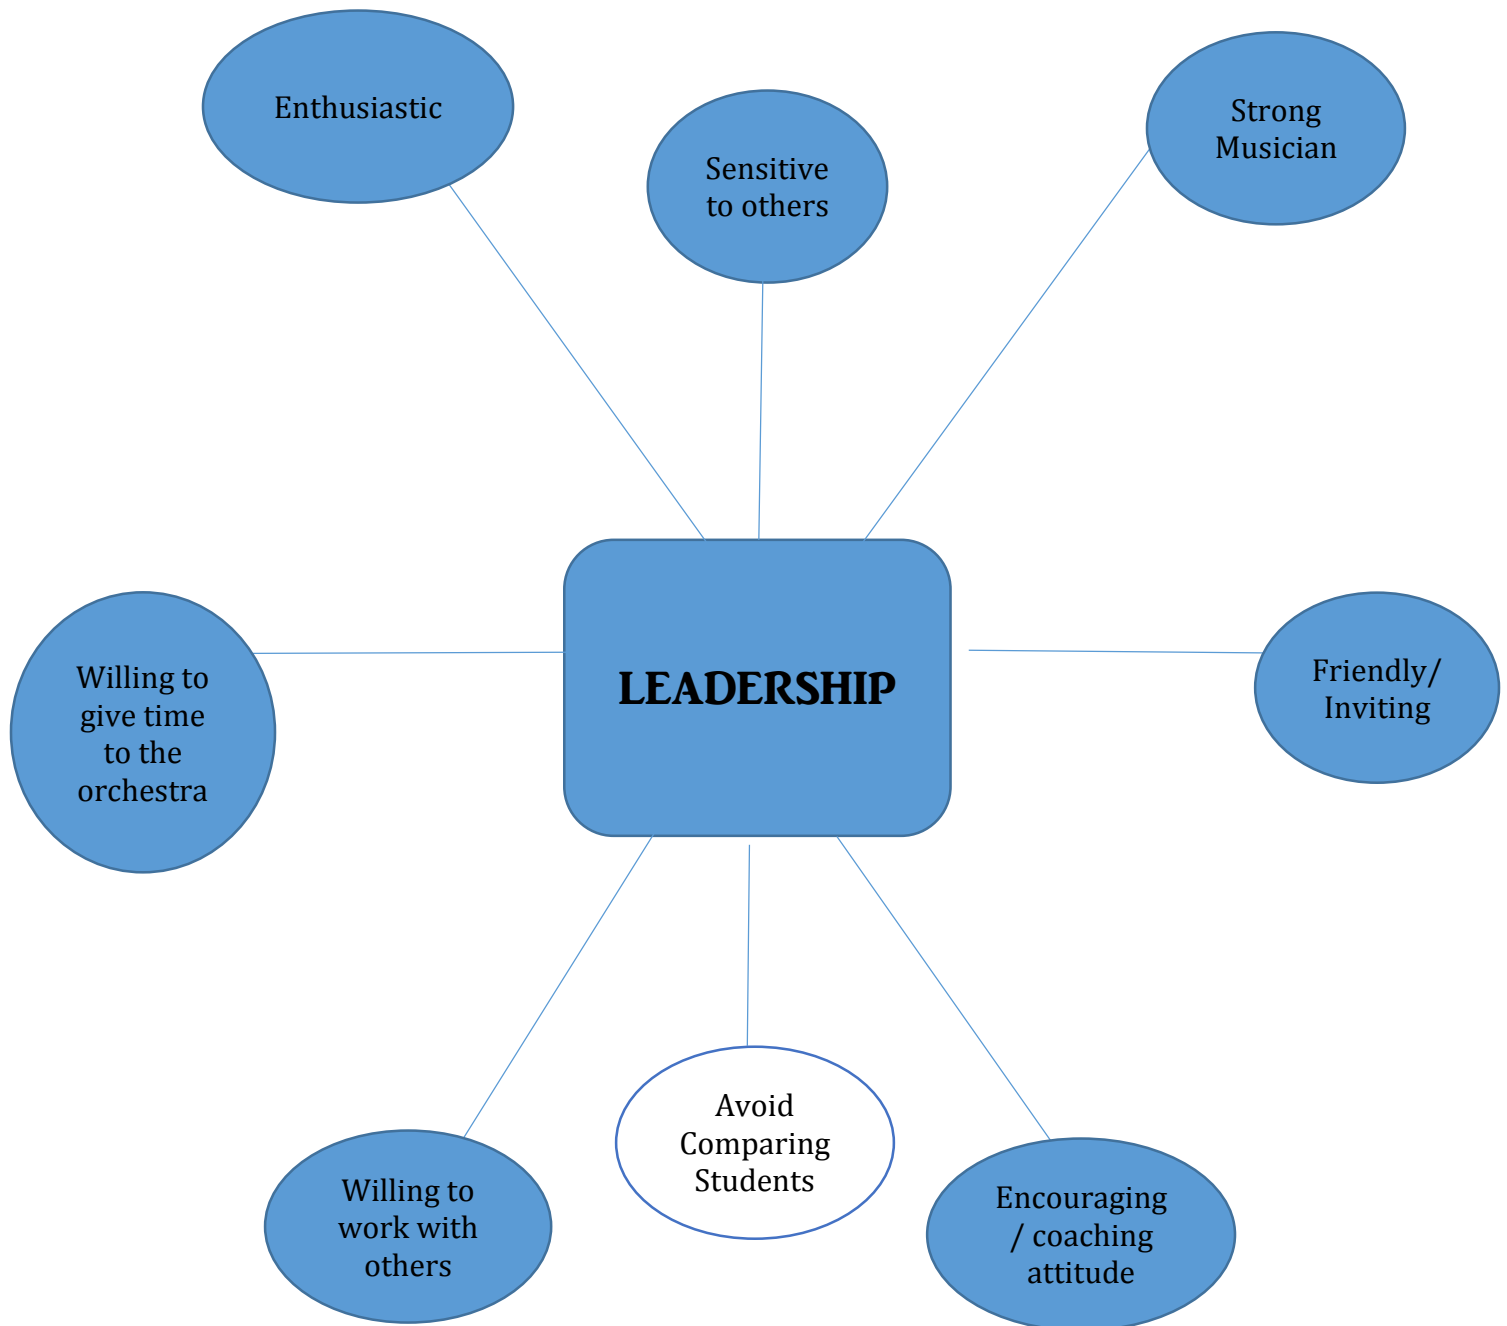 Enthusiastic
Sensitive
to others
Strong
Musician
Willing to
give time
to the
orchestra
LEADERSHIP
Friendly/
Inviting
Willing to
work with
others
Avoid
Comparing
Students
Encouraging
/ coaching
attitude